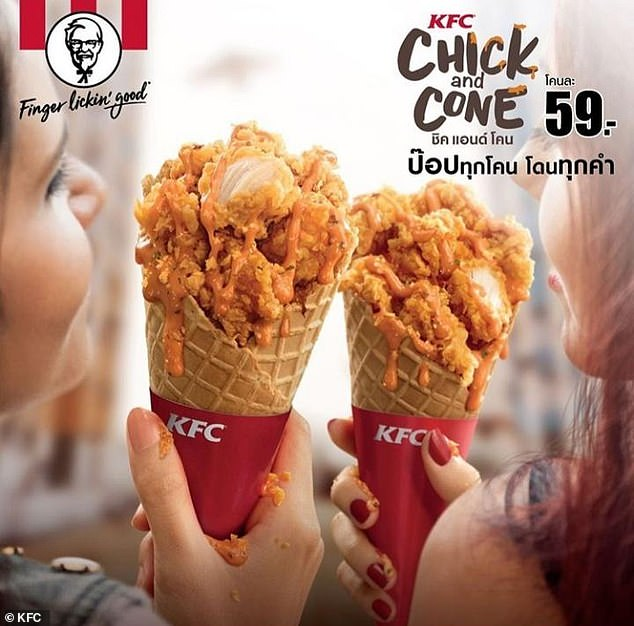 Finger lickin' good
KFC
CHICK
and
CONE
ชิค แอนด์ โคน
โคนละ
59.-
ป๊อปทุกโคน โดนทุกคำ
KFC
KFC
© KFC